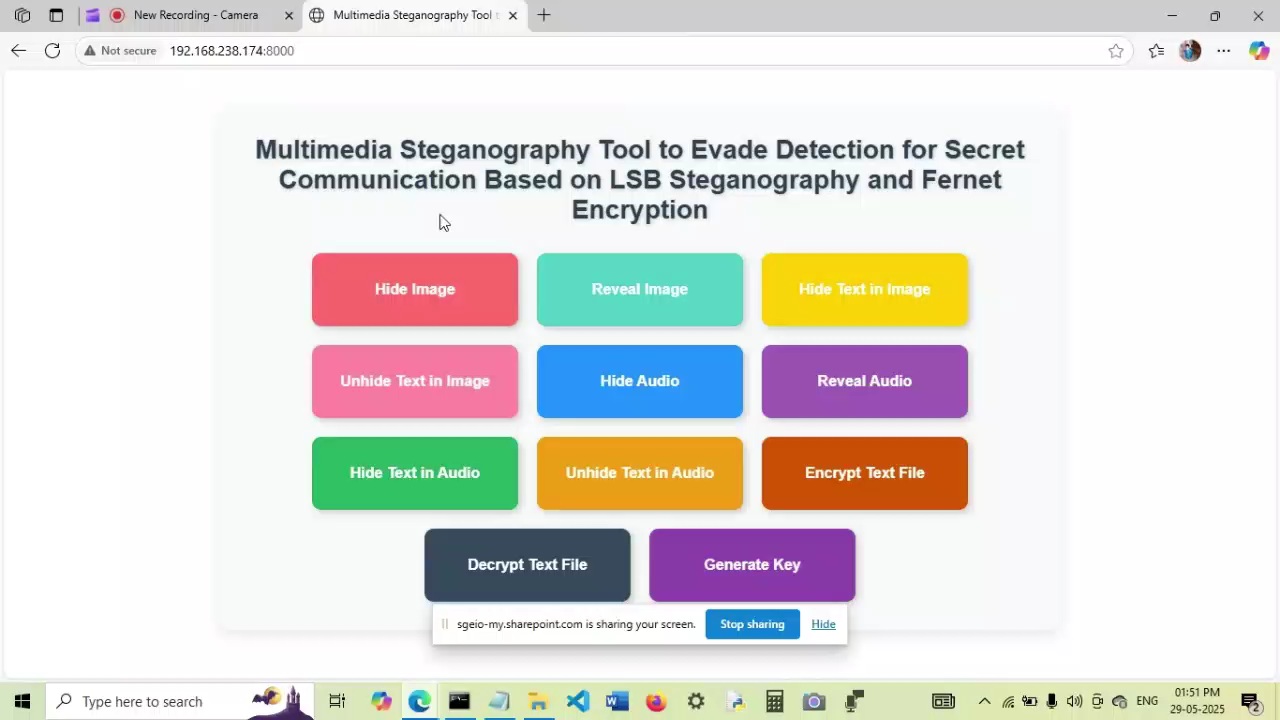 New Recording - Camera
Multimedia Steganography Tool t
Not secure
192.168.238.174:8000
Multimedia Steganography Tool to Evade Detection for Secret
Communication Based on LSB Steganography and Fernet
Encryption
Hide Image
Reveal Image
Hide Text in Image
Unhide Text in Image
Hide Audio
Reveal Audio
Hide Text in Audio
Unhide Text in Audio
Encrypt Text File
Decrypt Text File
Generate Key
sgeio-my.sharepoint.com is sharing your screen.
Stop sharing
Hide
Type here to search
ENG
01:51 PM
29-05-2025
2